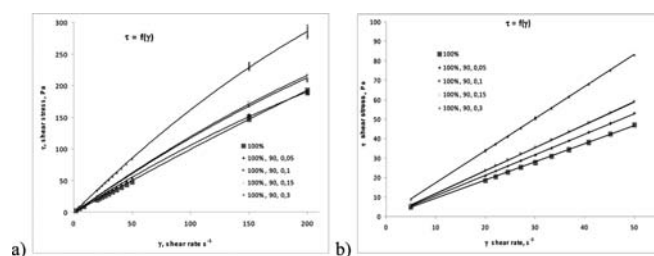 τ = f(γ)
300
250
200
150
100
50
0
τ, shear stress, Pa
100%
100%, 90, 0,05
100%, 90, 0,1
100%, 90, 0,15
100%, 90, 0,3
0 50 100 150 200
γ, shear rate s⁻¹
a)
τ = f(γ)
100
90
80
70
60
50
40
30
20
10
0
τ shear stress, Pa
100%
100%, 90, 0,05
100%, 90, 0,1
100%, 90, 0,15
100%, 90, 0,3
0 10 20 30 40 50
γ shear rate, s⁻¹
b)